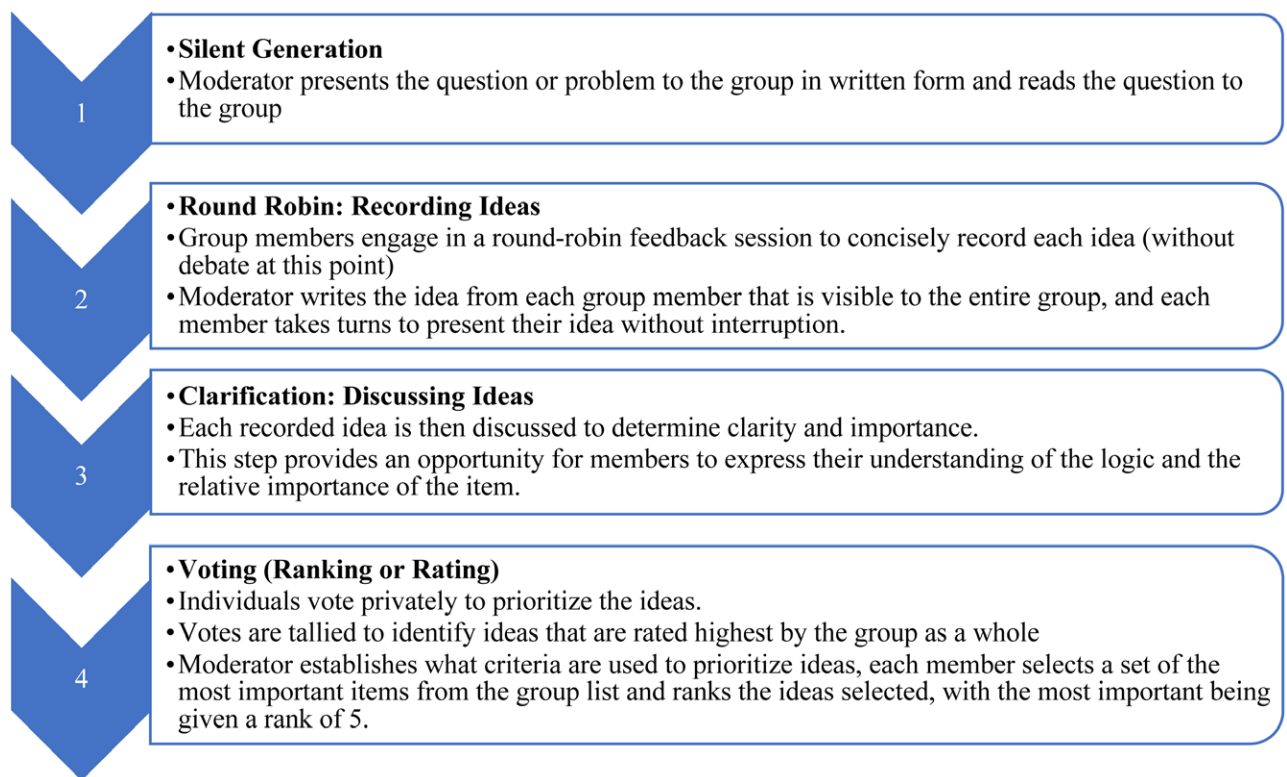 1
•Silent Generation
•Moderator presents the question or problem to the group in written form and reads the question to
the group
2
•Round Robin: Recording Ideas
•Group members engage in a round-robin feedback session to concisely record each idea (without
debate at this point)
•Moderator writes the idea from each group member that is visible to the entire group, and each
member takes turns to present their idea without interruption.
3
•Clarification: Discussing Ideas
•Each recorded idea is then discussed to determine clarity and importance.
•This step provides an opportunity for members to express their understanding of the logic and the
relative importance of the item.
4
•Voting (Ranking or Rating)
•Individuals vote privately to prioritize the ideas.
•Votes are tallied to identify ideas that are rated highest by the group as a whole
•Moderator establishes what criteria are used to prioritize ideas, each member selects a set of the
most important items from the group list and ranks the ideas selected, with the most important being
given a rank of 5.